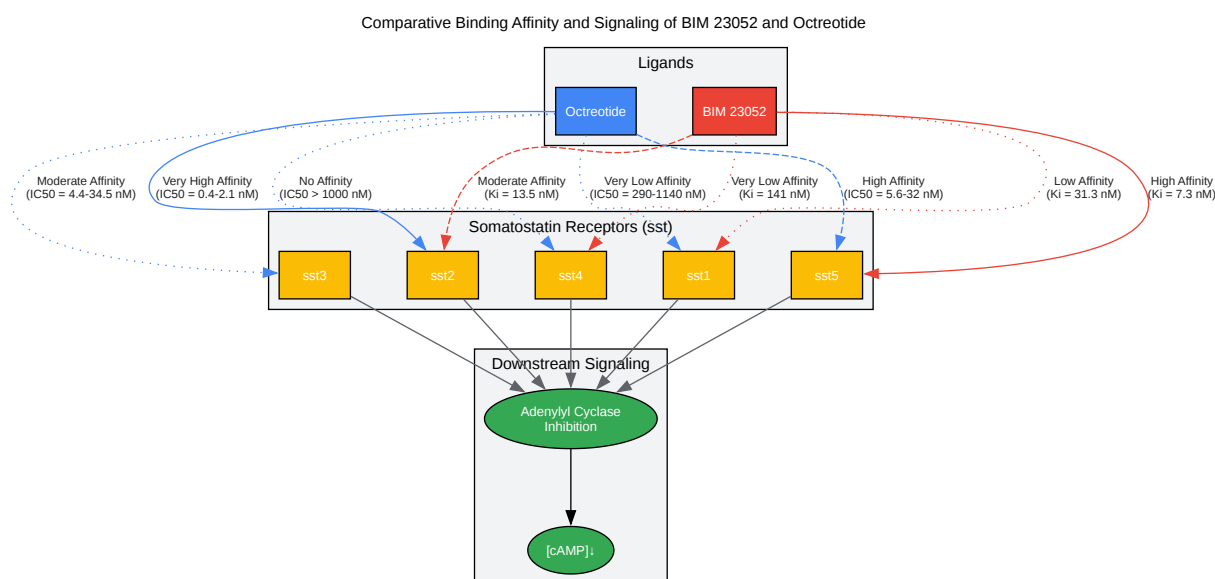 Comparative Binding Affinity and Signaling of BIM 23052 and Octreotide
Ligands
Octreotide
BIM 23052
Moderate Affinity
(IC50 = 4.4-34.5 nM)
Very High Affinity
(IC50 = 0.4-2.1 nM)
No Affinity
(IC50 > 1000 nM)
Moderate Affinity
(Ki = 13.5 nM)
Very Low Affinity
(IC50 = 290-1140 nM)
Very Low Affinity
(Ki = 141 nM)
High Affinity
(IC50 = 5.6-32 nM)
Low Affinity
(Ki = 31.3 nM)
High Affinity
(Ki = 7.3 nM)
Somatostatin Receptors (sst)
sst3
sst2
sst4
sst1
sst5
Downstream Signaling
Adenylyl Cyclase
Inhibition
[cAMP]↓